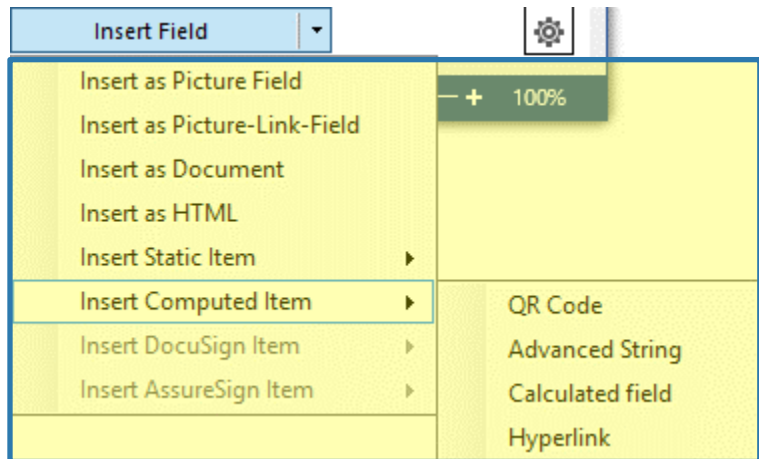 Insert Field
Insert as Picture Field
— + 100%
Insert as Picture-Link-Field
Insert as Document
Insert as HTML
Insert Static Item
Insert Computed Item
Insert DocuSign Item
Insert AssureSign Item
QR Code
Advanced String
Calculated field
Hyperlink